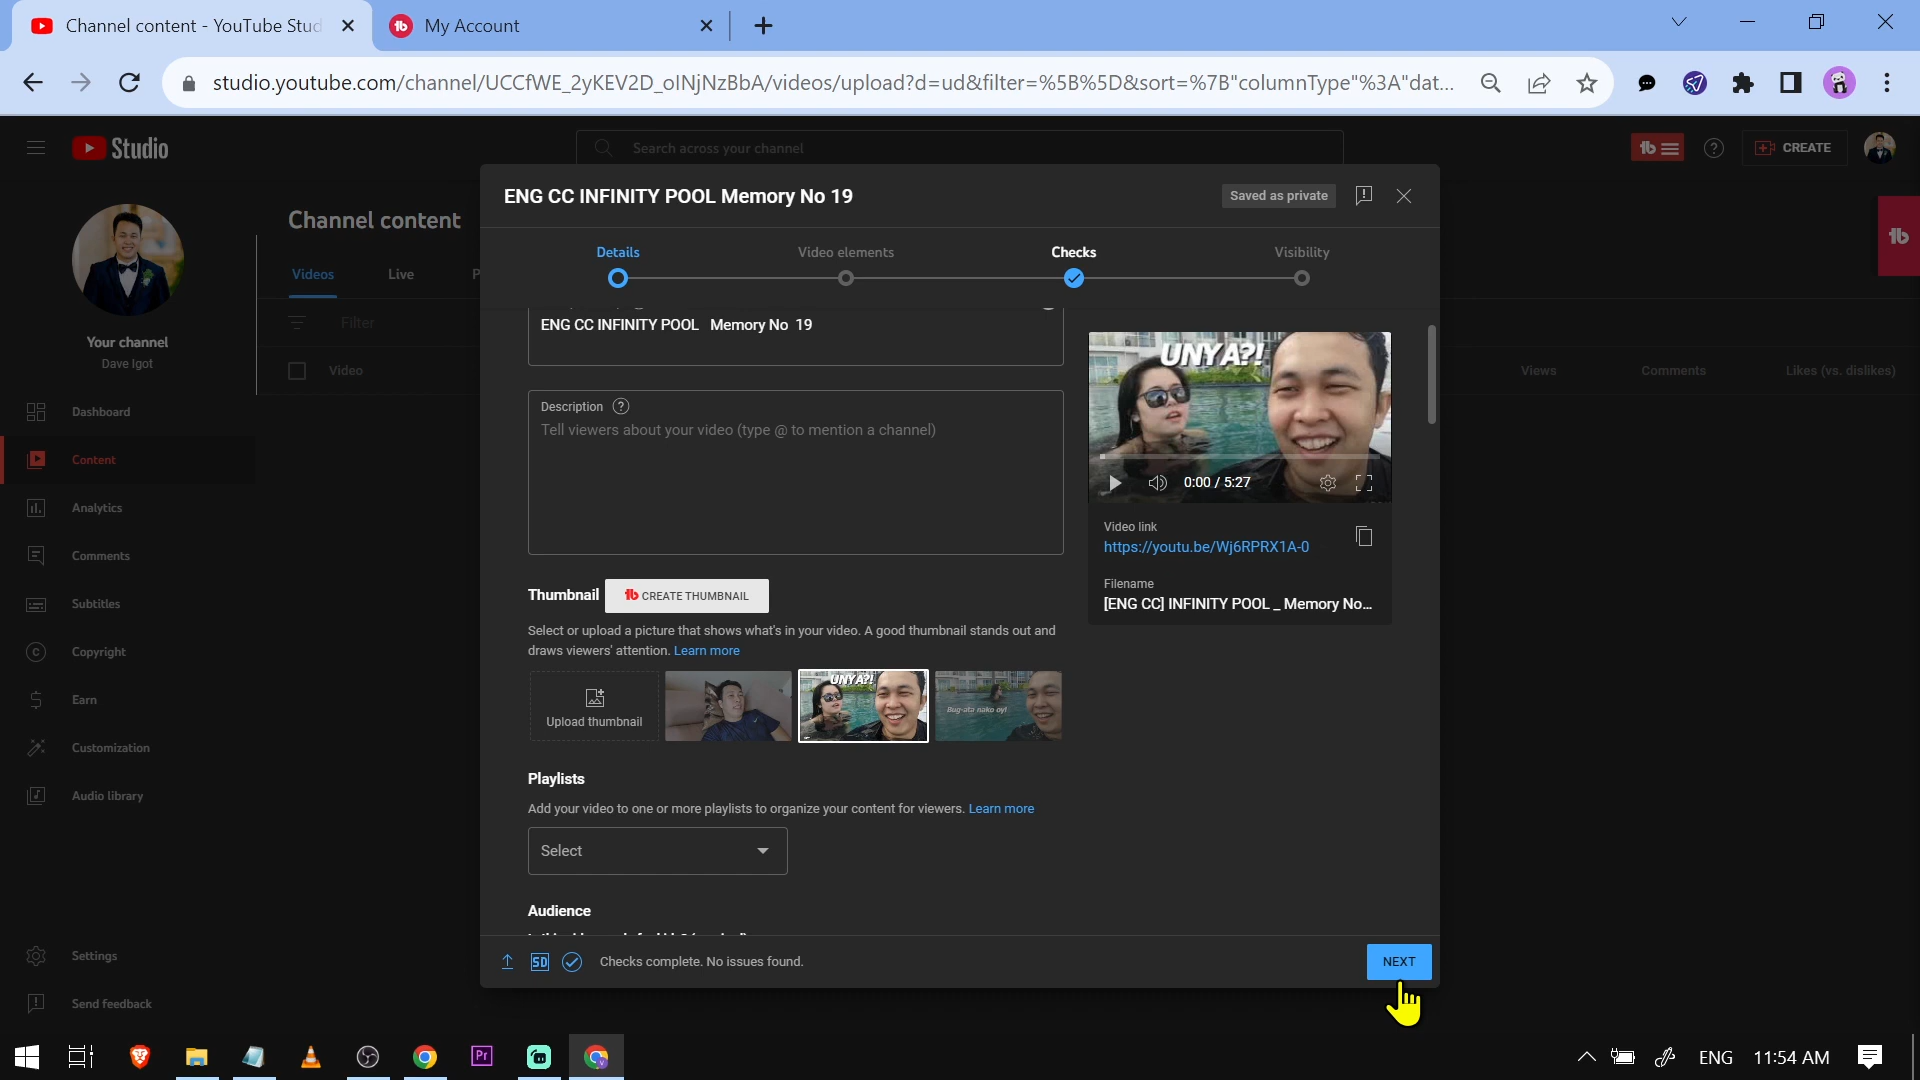 Channel content - YouTube Stud
My Account
studio.youtube.com/channel/UCCfWE_2yKEV2D_oINjNzBbA/videos/upload?d=ud&filter=%5B%5D&sort=%7B"columnType"%3A"dat...
Studio
Search across your channel
CREATE
Your channel
Dave Igot
Dashboard
Content
Analytics
Comments
Subtitles
Copyright
Earn
Customization
Audio library
Settings
Send feedback
Channel content
Videos
Live
P
Filter
Video
Views
Comments
Likes (vs. dislikes)
ENG CC INFINITY POOL Memory No 19
Saved as private
Details
Video elements
Checks
Visibility
ENG CC INFINITY POOL Memory No 19
Description
Tell viewers about your video (type @ to mention a channel)
Thumbnail
CREATE THUMBNAIL
Select or upload a picture that shows what's in your video. A good thumbnail stands out and
draws viewers' attention. Learn more
Upload thumbnail
UNYA?!
Bug-ata nako oy!
Playlists
Add your video to one or more playlists to organize your content for viewers. Learn more
Select
Audience
UNYA?!
0:00 / 5:27
Video link
https://youtu.be/Wj6RPRX1A-0
Filename
[ENG CC] INFINITY POOL _ Memory No...
SD
Checks complete. No issues found.
NEXT
Pr
ENG
11:54 AM